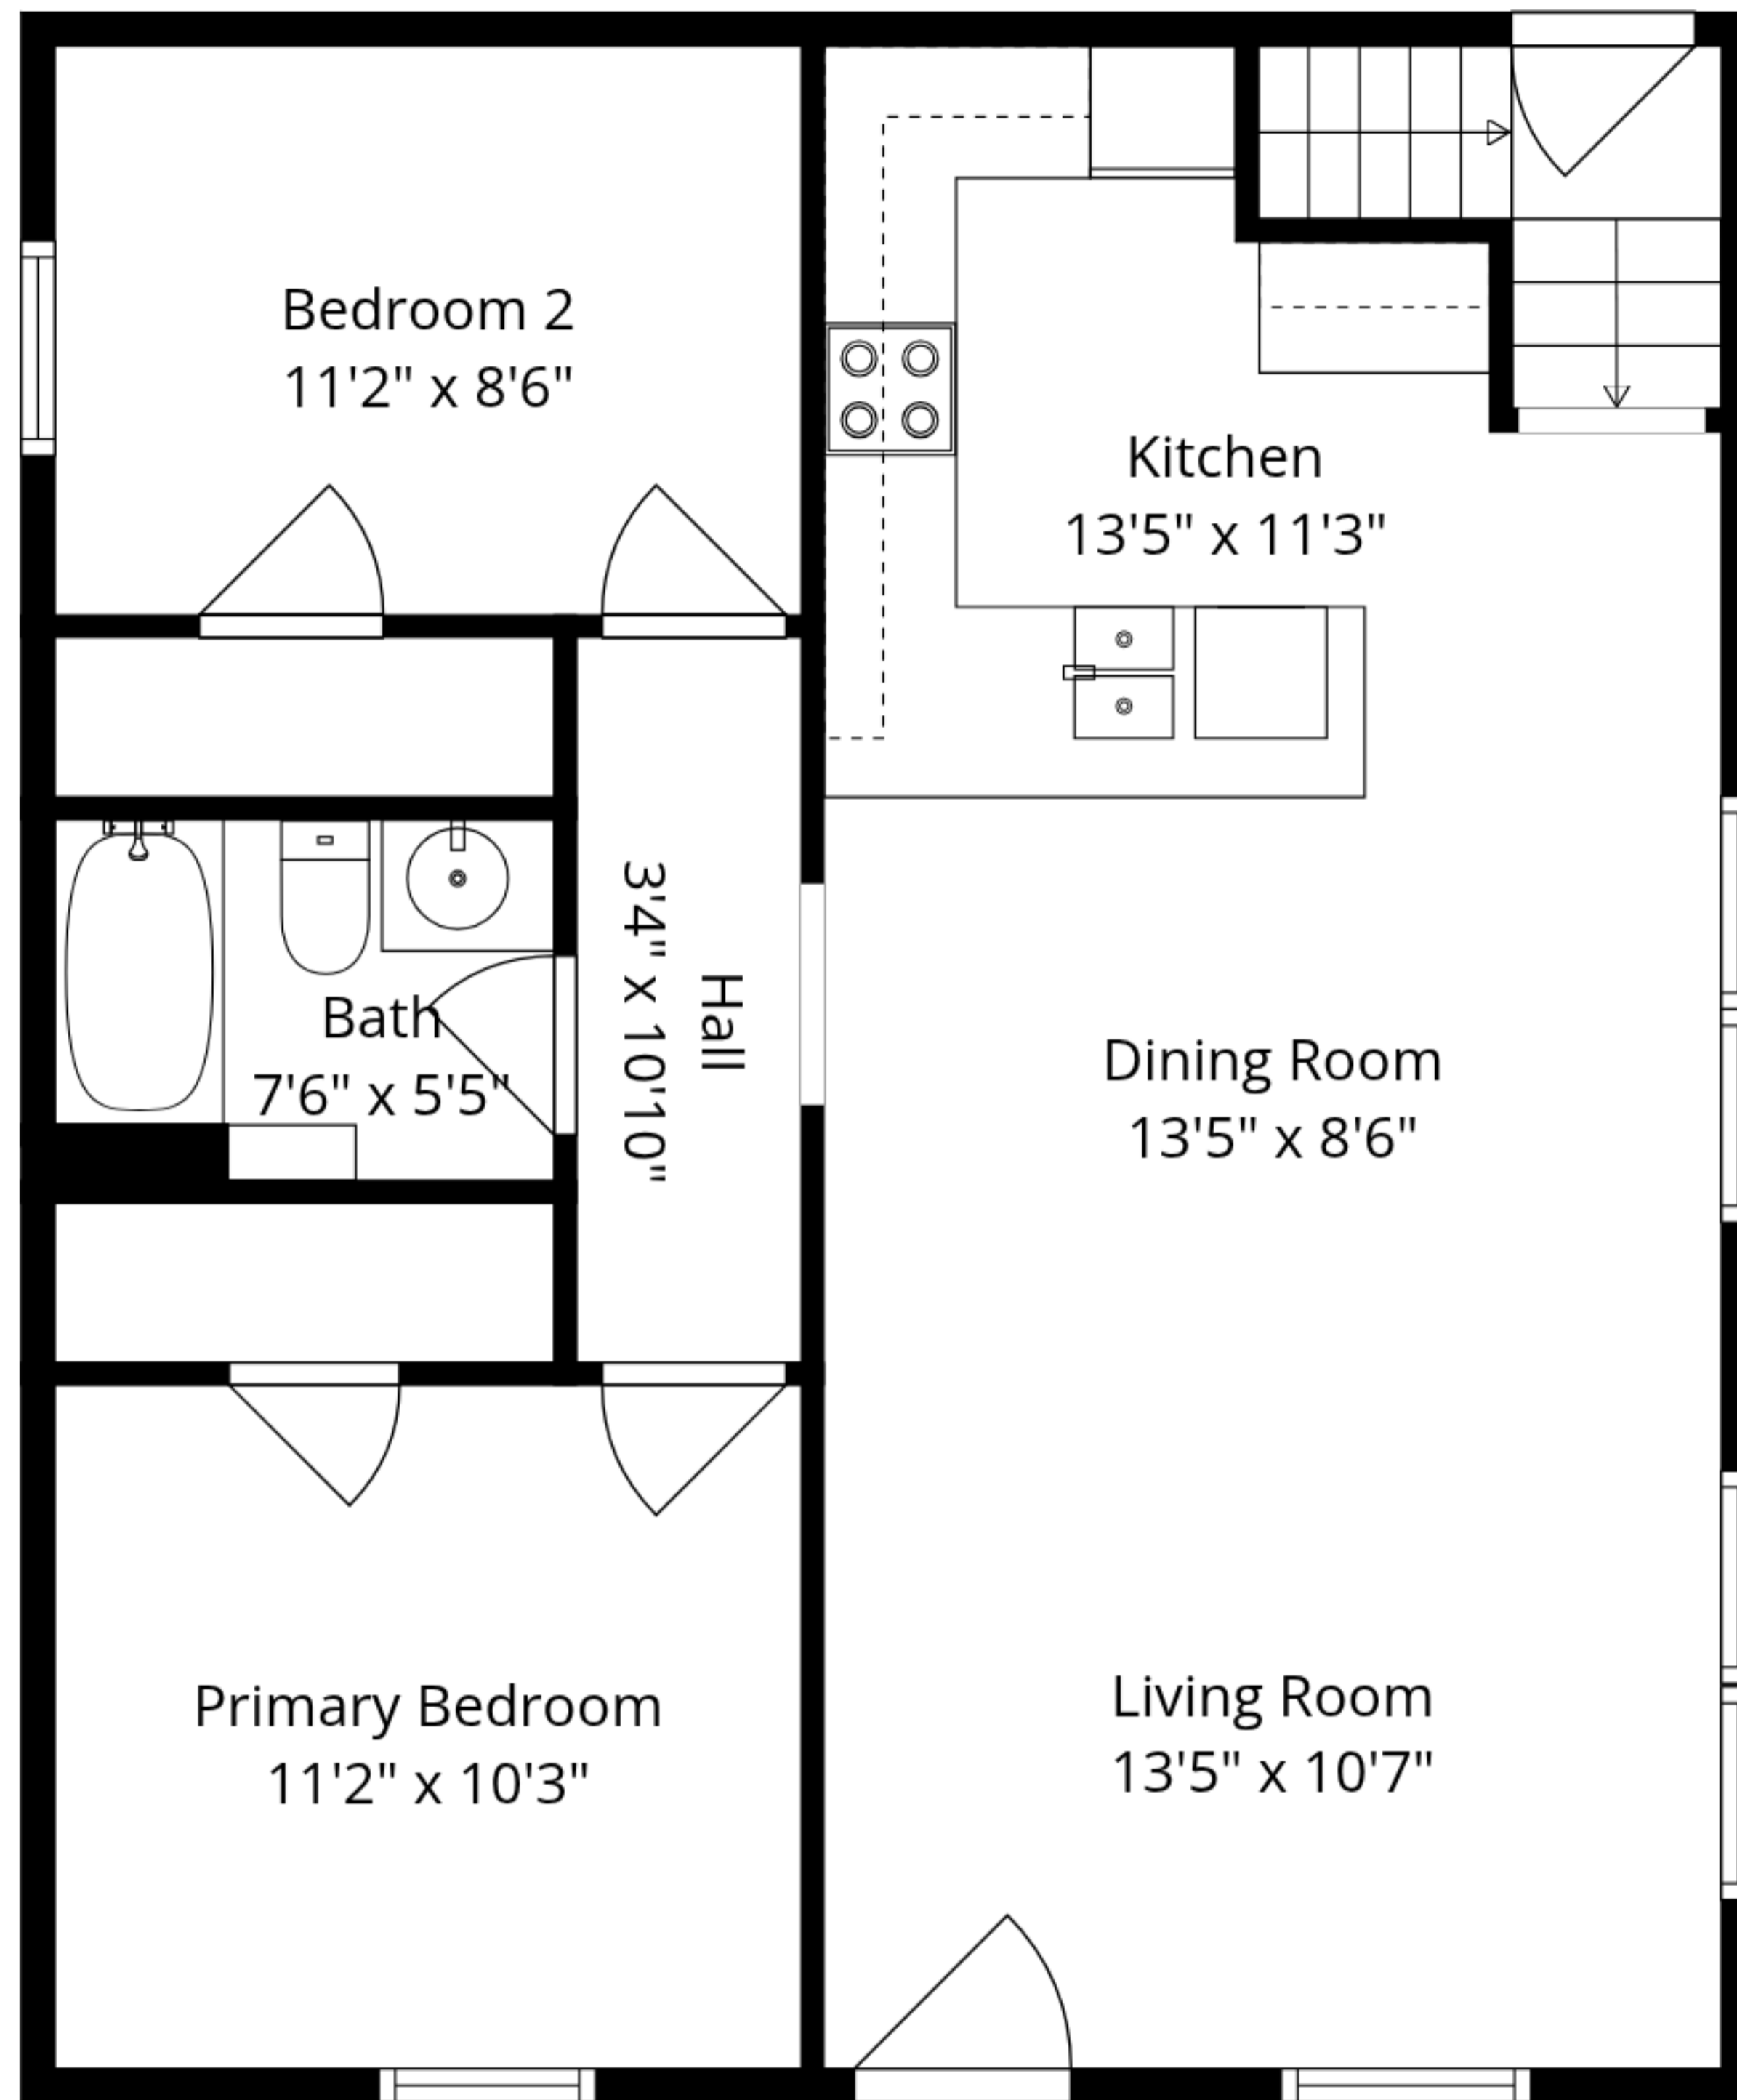 Bedroom 2
11'2" x 8'6"
Kitchen
13'5" x 11'3"
Bath
7'6" x 5'5"
Hall
3'4" x 10'10"
Dining Room
13'5" x 8'6"
Primary Bedroom
11'2" x 10'3"
Living Room
13'5" x 10'7"